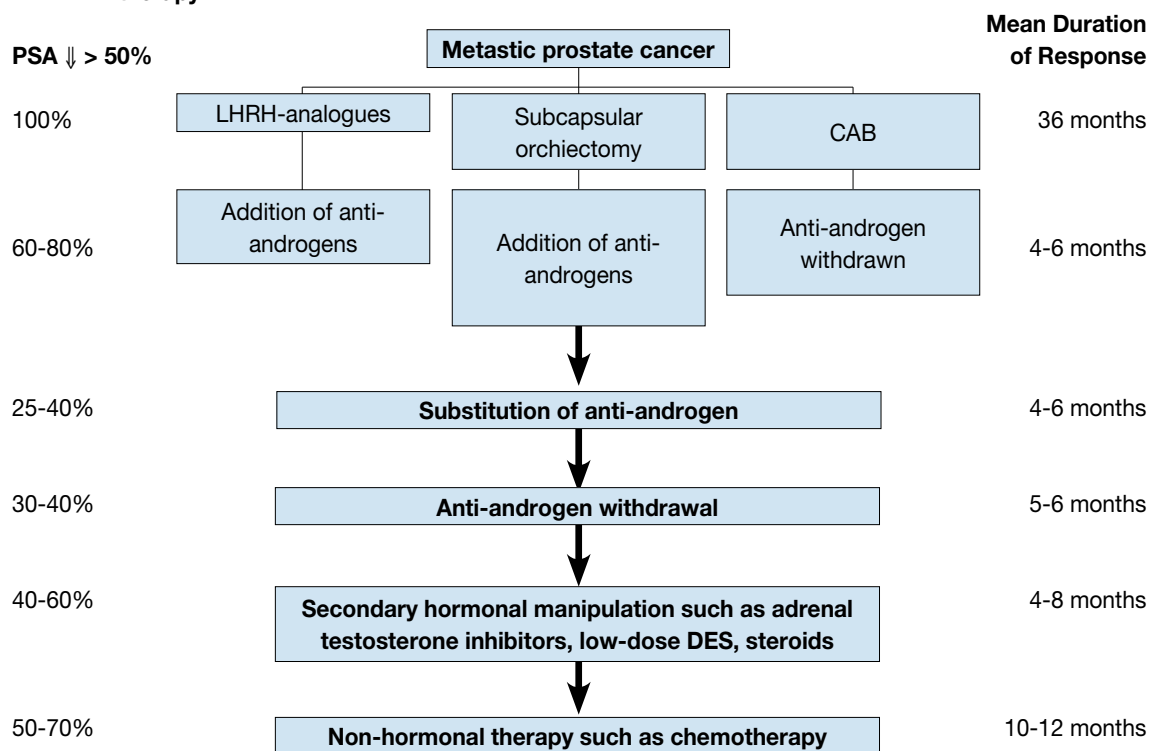 PSA ⇓ > 50%
Metastic prostate cancer
Mean Duration
of Response
100%
LHRH-analogues
Subcapsular
orchiectomy
CAB
36 months
60-80%
Addition of anti-
androgens
Addition of anti-
androgens
Anti-androgen
withdrawn
4-6 months
25-40%
Substitution of anti-androgen
4-6 months
30-40%
Anti-androgen withdrawal
5-6 months
40-60%
Secondary hormonal manipulation such as adrenal
testosterone inhibitors, low-dose DES, steroids
4-8 months
50-70%
Non-hormonal therapy such as chemotherapy
10-12 months